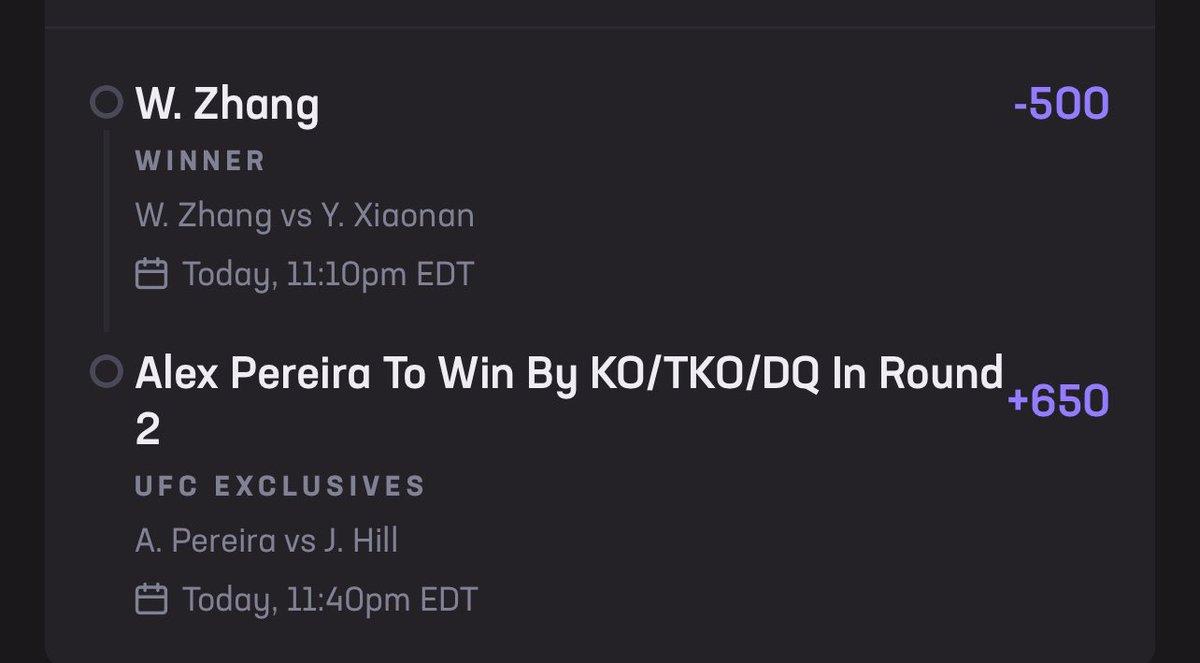 W. Zhang
-500
WINNER
W. Zhang vs Y. Xiaonan
Today, 11:10pm EDT
Alex Pereira To Win By KO/TKO/DQ In Round
2
+650
UFC EXCLUSIVES
A. Pereira vs J. Hill
Today, 11:40pm EDT